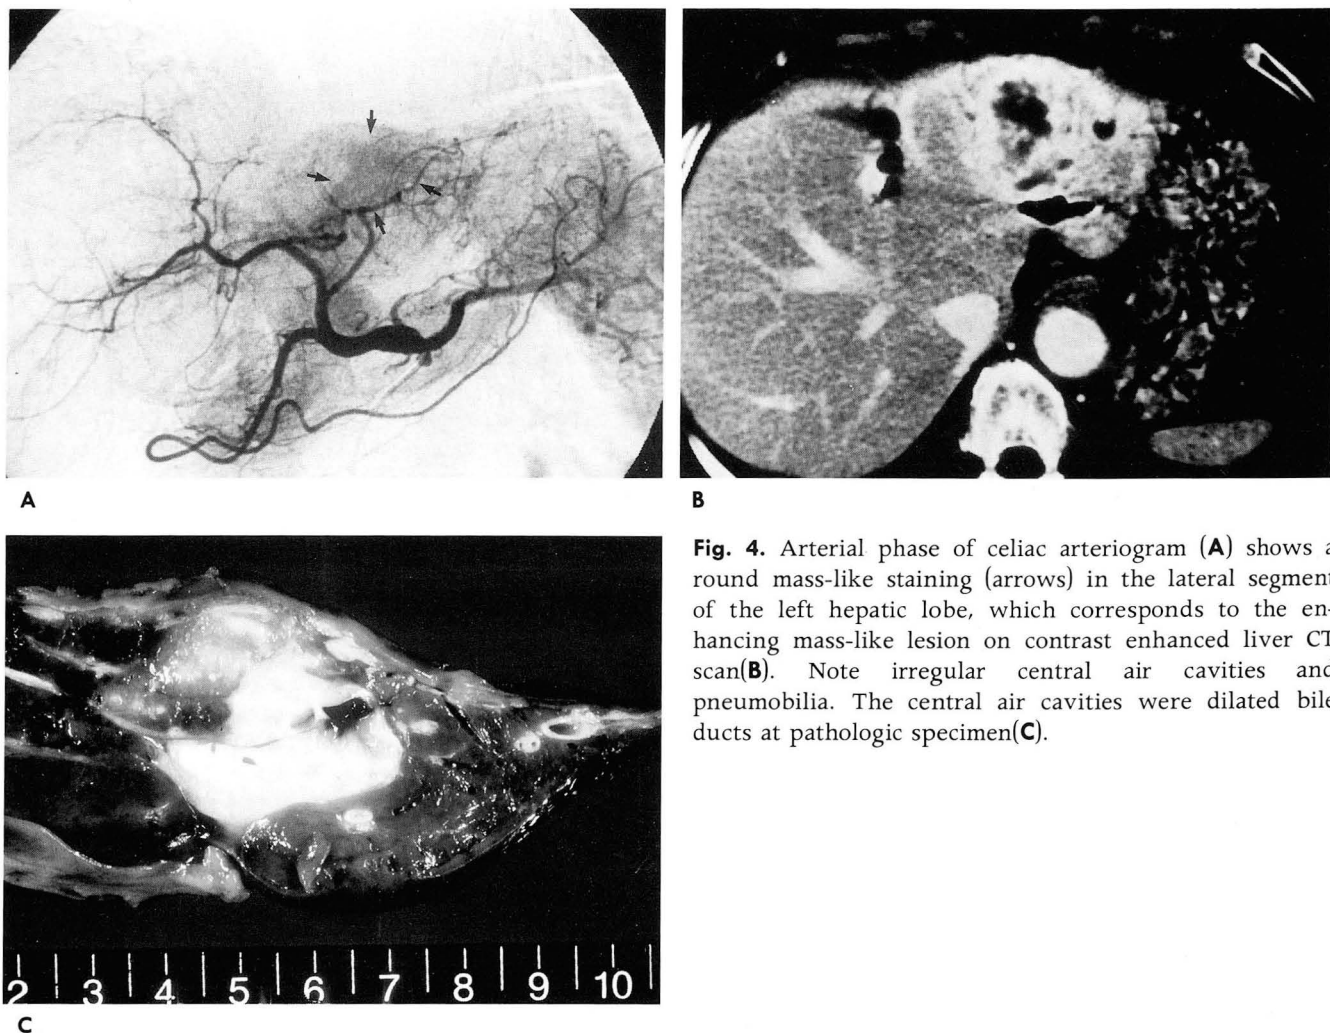 A
B
Fig. 4. Arterial phase of celiac arteriogram (A) shows a
round mass-like staining (arrows) in the lateral segment
of the left hepatic lobe, which corresponds to the en-
hancing mass-like lesion on contrast enhanced liver CT
scan(B). Note irregular central air cavities and
pneumobilia. The central air cavities were dilated bile
ducts at pathologic specimen(C).
2 3 4 5 6 7 8 9 10
C